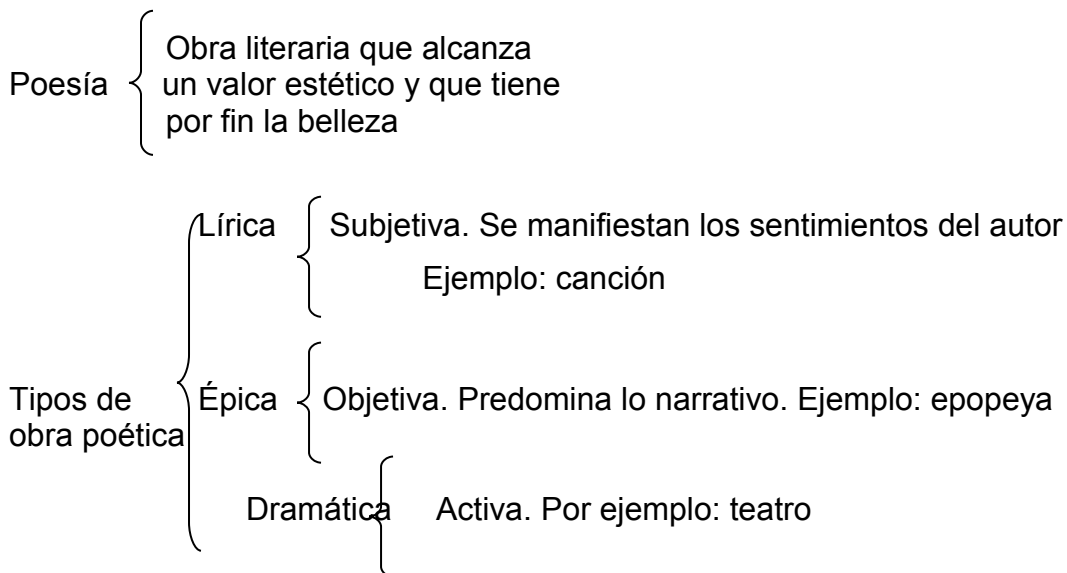 Obra literaria que alcanza
Poesía un valor estético y que tiene
por fin la belleza
Lírica Subjetiva. Se manifiestan los sentimientos del autor
Ejemplo: canción
Tipos de Épica Objetiva. Predomina lo narrativo. Ejemplo: epopeya
obra poética
Dramática Activa. Por ejemplo: teatro